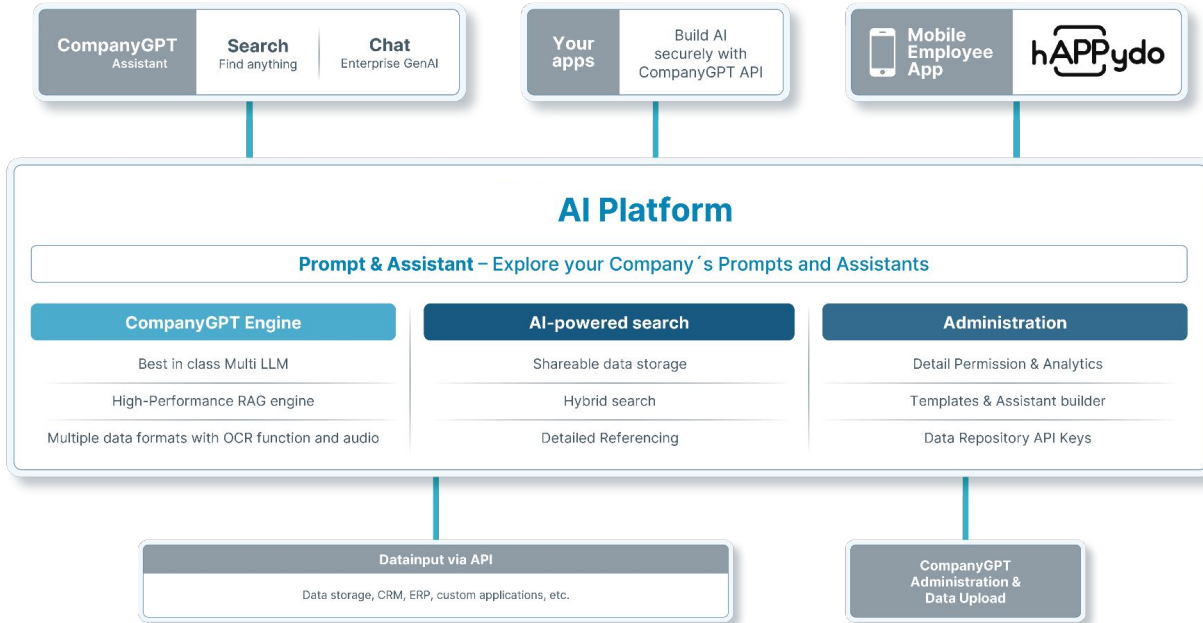 CompanyGPT
Assistant
Search
Find anything
Chat
Enterprise GenAI
Your
apps
Build AI
securely with
CompanyGPT API
Mobile
Employee
App
hAPPydo
AI Platform
Prompt & Assistant – Explore your Company´s Prompts and Assistants
CompanyGPT Engine
Best in class Multi LLM
High-Performance RAG engine
Multiple data formats with OCR function and audio
AI-powered search
Shareable data storage
Hybrid search
Detailed Referencing
Administration
Detail Permission & Analytics
Templates & Assistant builder
Data Repository API Keys
Datainput via API
Data storage, CRM, ERP, custom applications, etc.
CompanyGPT
Administration &
Data Upload